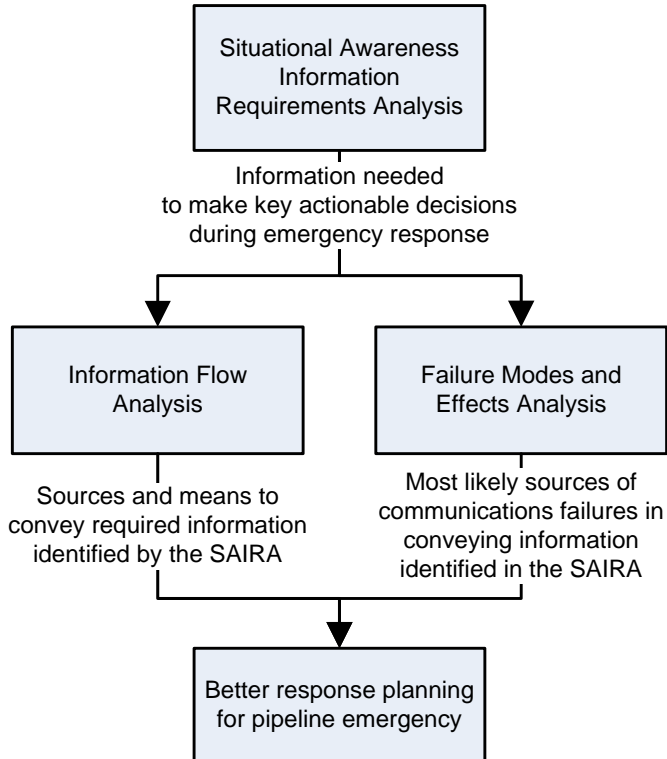 Situational Awareness
Information
Requirements Analysis
Information needed
to make key actionable decisions
during emergency response
Information Flow
Analysis
Failure Modes and
Effects Analysis
Sources and means to
convey required information
identified by the SAIRA
Most likely sources of
communications failures in
conveying information
identified in the SAIRA
Better response planning
for pipeline emergency